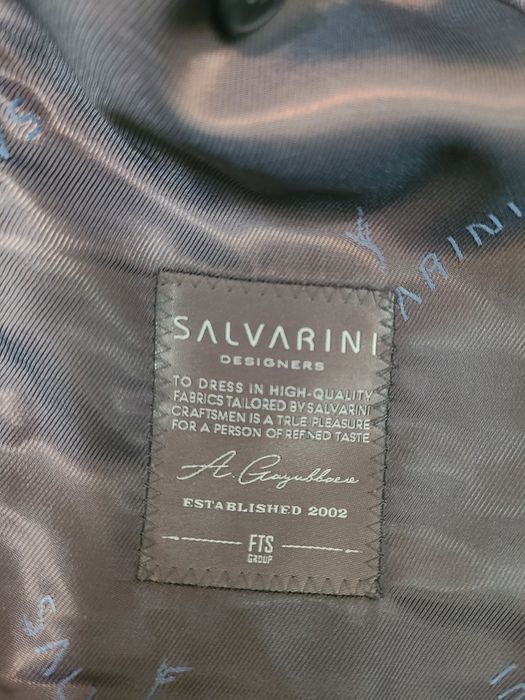 ARINI
SALVARINI
DESIGNERS
TO DRESS IN HIGH-QUALITY
FABRICS TAILORED BY SALVARINI
CRAFTSMEN IS A TRUE PLEASURE
FOR A PERSON OF REFINED TASTE
ESTABLISHED 2002
FTS
GROUP